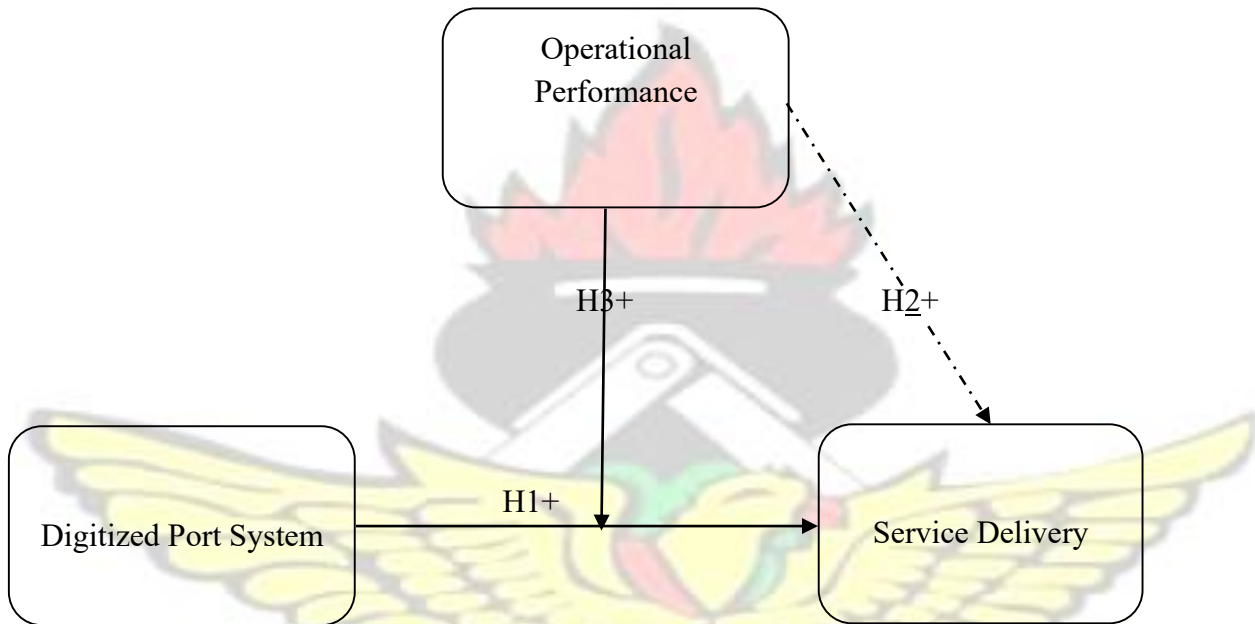 Operational
Performance
H3+
H2+
H1+
Digitized Port System
Service Delivery